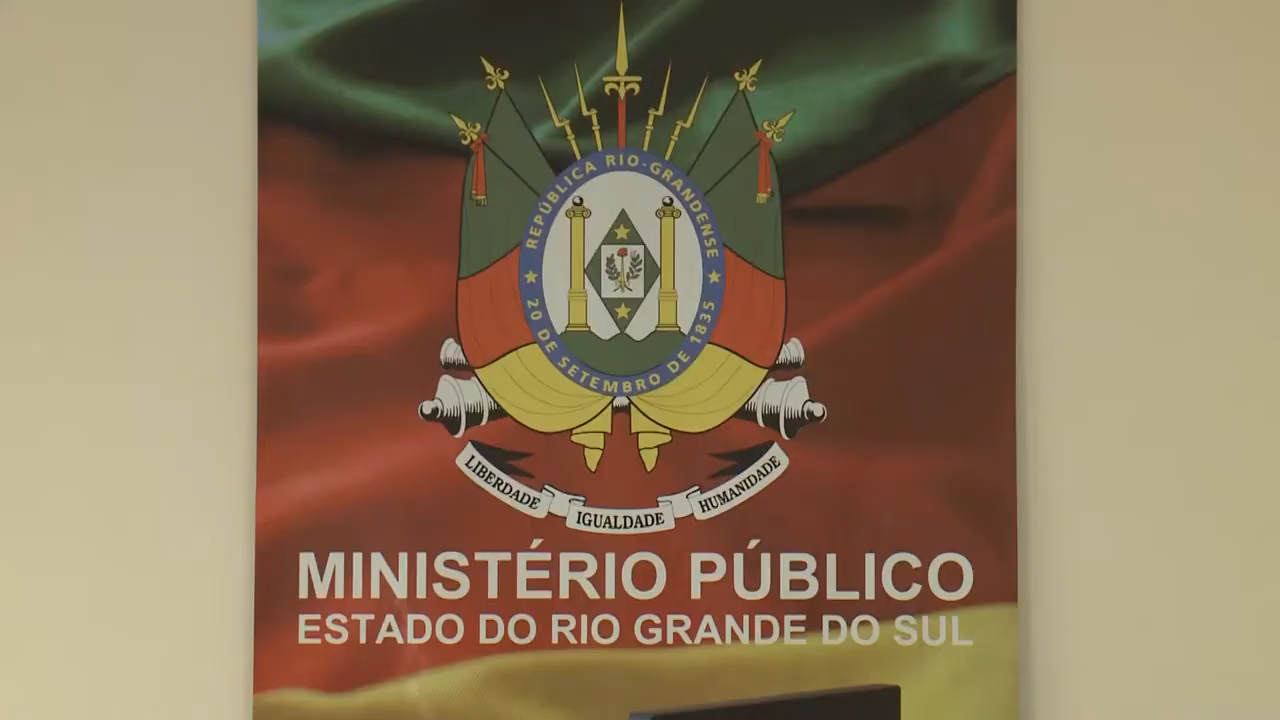 REPÚBLICA RIO-GRANDENSE
20 DE SETEMBRO DE 1835
LIBERDADE IGUALDADE HUMANIDADE
MINISTÉRIO PÚBLICO
ESTADO DO RIO GRANDE DO SUL